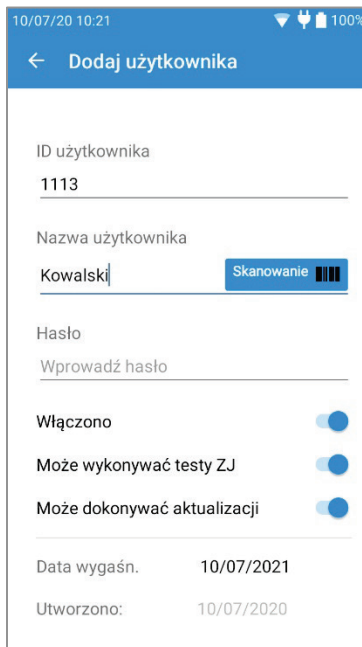 10/07/20 10:21 100%
Dodaj użytkownika
ID użytkownika
1113
Nazwa użytkownika
Kowalski Skanowanie
Hasło
Wprowadź hasło
Włączono
Może wykonywać testy ZJ
Może dokonywać aktualizacji
Data wygaśn. 10/07/2021
Utworzono: 10/07/2020